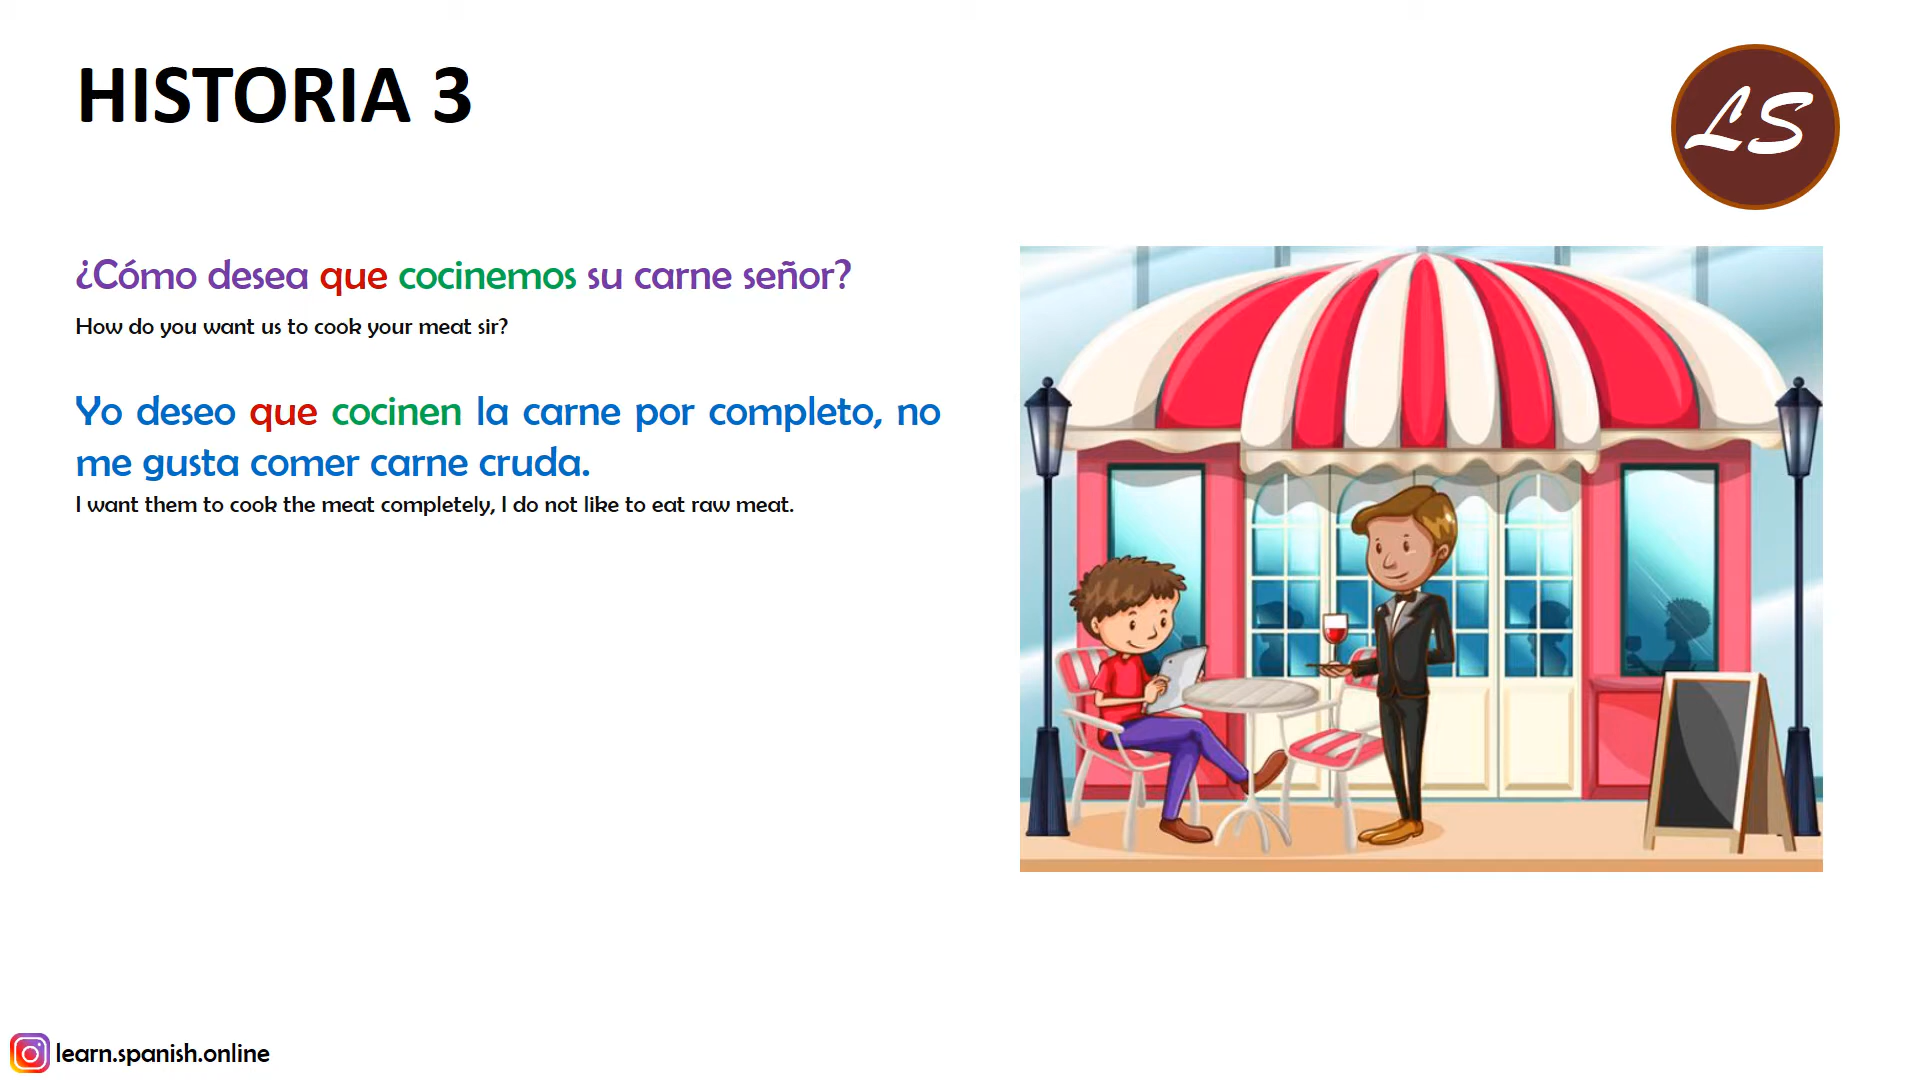 HISTORIA 3
LS
¿Cómo desea que cocinemos su carne señor?
How do you want us to cook your meat sir?
Yo deseo que cocinen la carne por completo, no
me gusta comer carne cruda.
I want them to cook the meat completely, I do not like to eat raw meat.
learn.spanish.online